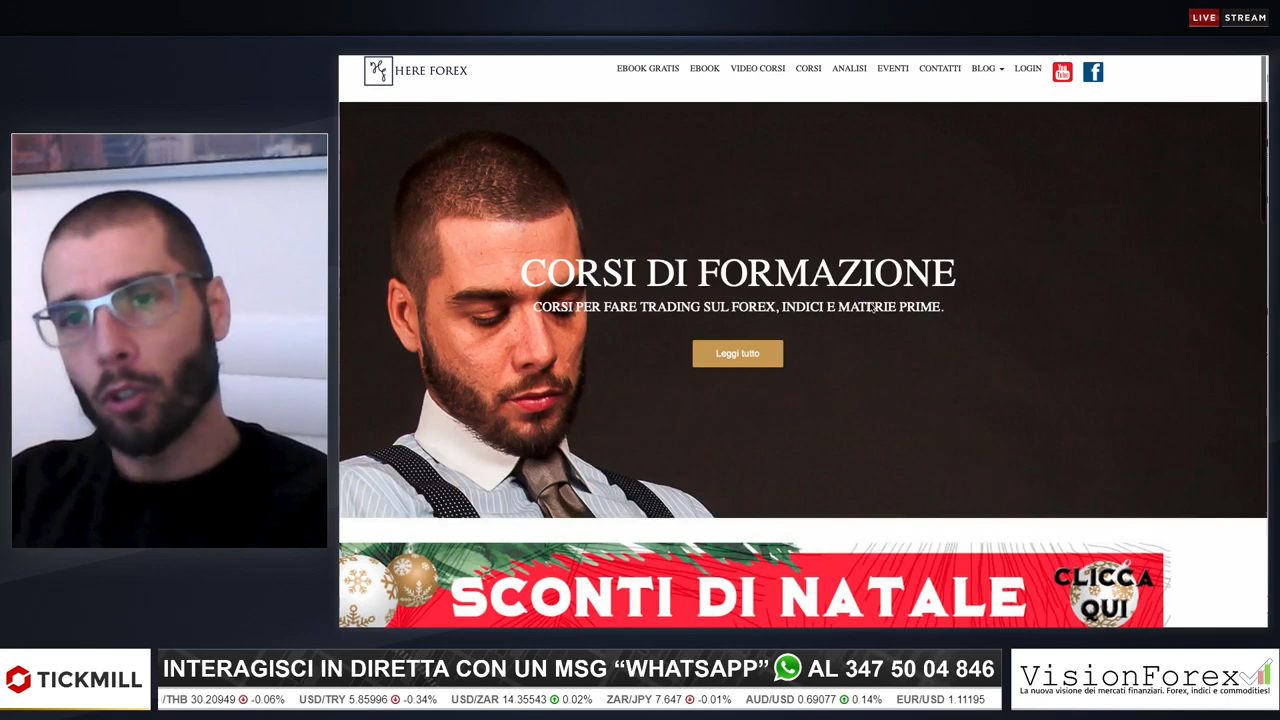 LIVE STREAM
HERE FOREX
EBOOK GRATIS EBOOK VIDEO CORSI CORSI ANALISI EVENTI CONTATTI BLOG LOGIN
You Tube
f
CORSI DI FORMAZIONE
CORSI PER FARE TRADING SUL FOREX, INDICI E MATERIE PRIME.
Leggi tutto
SCONTI DI NATALE
CLICCA
QUI
TICKMILL
INTERAGISCI IN DIRETTA CON UN MSG “WHATSAPP” AL 347 50 04 846
/THB 30.20949 -0.06% USD/TRY 5.85996 -0.34% USD/ZAR 14.35543 0.02% ZAR/JPY 7.647 -0.01% AUD/USD 0.69077 0.14% EUR/USD 1.11195
VisionForex
La nuova visione dei mercati finanziari. Forex, indici e commodities!